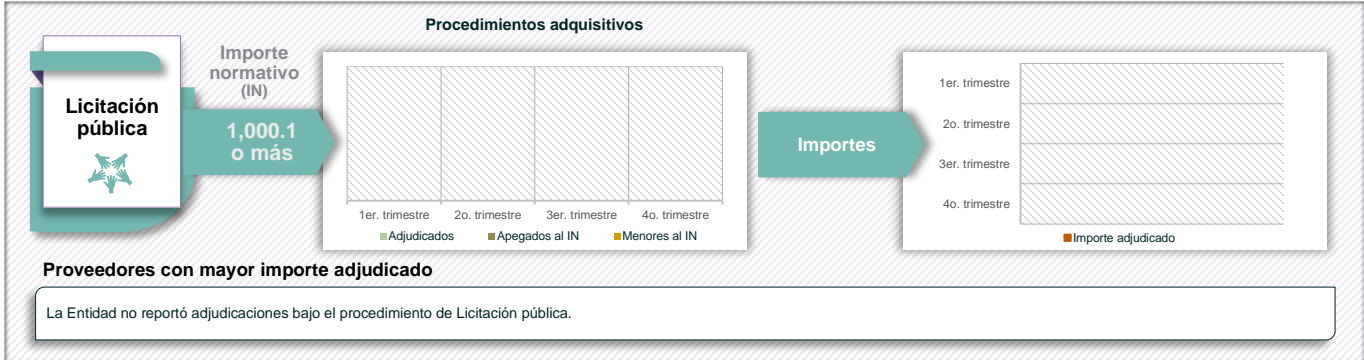 Procedimientos adquisitivos
Licitación
pública
Importe
normativo
(IN)
1,000.1
o más
1er. trimestre
2o. trimestre
3er. trimestre
4o. trimestre
Adjudicados
Apegados al IN
Menores al IN
Importes
1er. trimestre
2o. trimestre
3er. trimestre
4o. trimestre
Importe adjudicado
Proveedores con mayor importe adjudicado
La Entidad no reportó adjudicaciones bajo el procedimiento de Licitación pública.